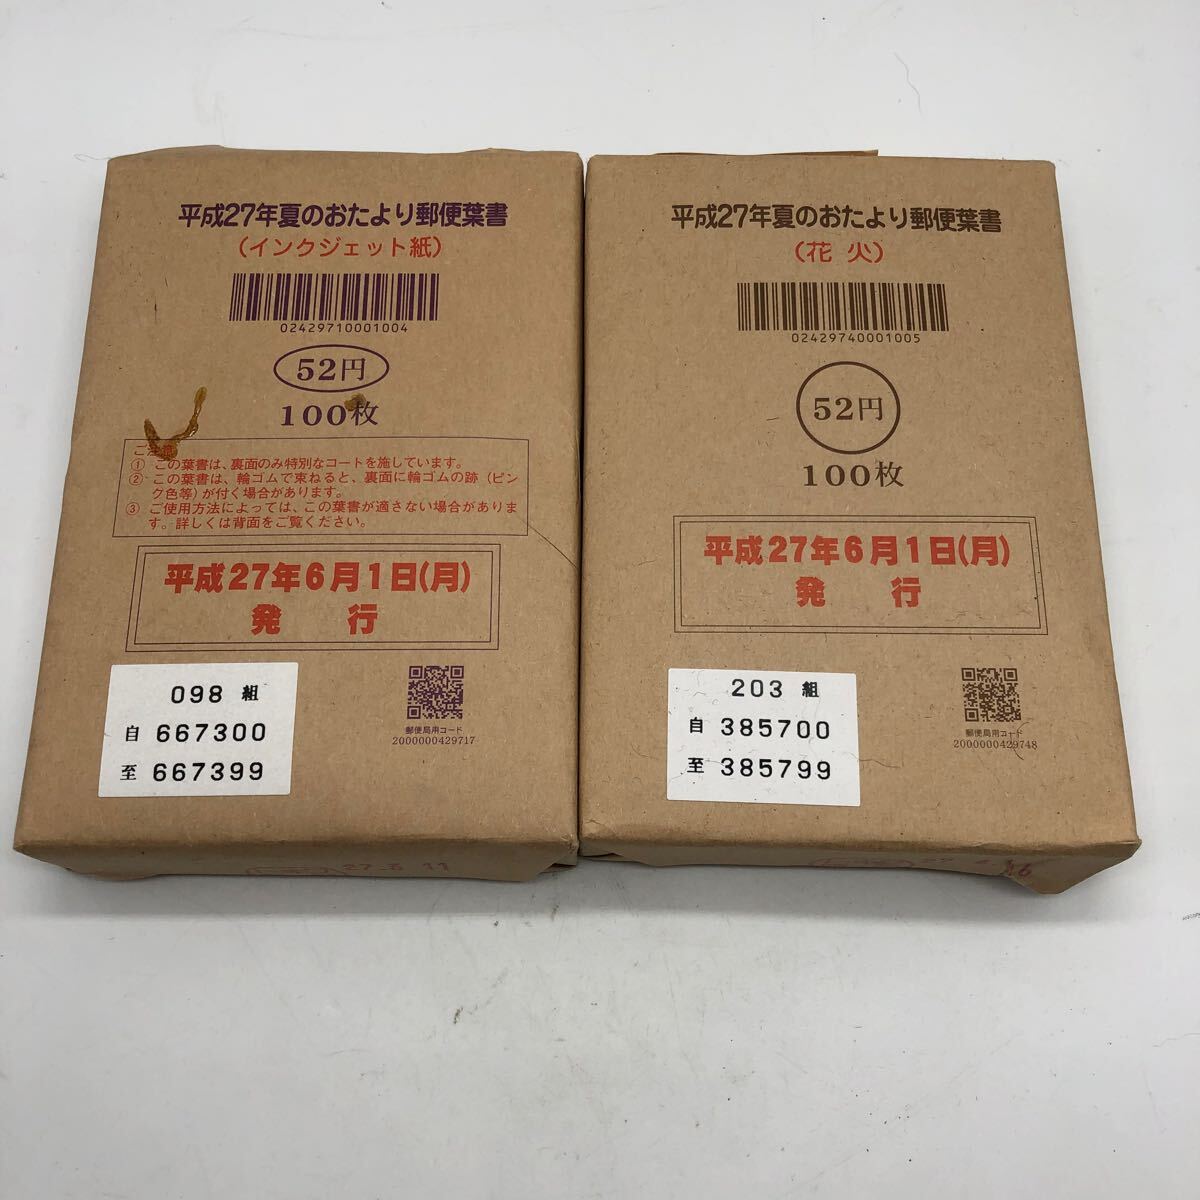 平成27年夏のおたより郵便葉書
(インクジェット紙)
02429710001004
52円
100枚
ご注意
① この葉書は、裏面のみ特別なコートを施しています。
② この葉書は、輪ゴムで束ねると、裏面に輪ゴムの跡(ピン
ク色等)が付く場合があります。
③ ご使用方法によっては、この葉書が適さない場合がありま
す。詳しくは背面をご覧ください。
平成27年6月1日(月)
発 行
098 組
自 667300
至 667399
郵便局用コード
2000000429717
平成27年夏のおたより郵便葉書
(花 火)
02429740001005
52円
100枚
平成27年6月1日(月)
発 行
203 組
自 385700
至 385799
郵便局用コード
2000000429748